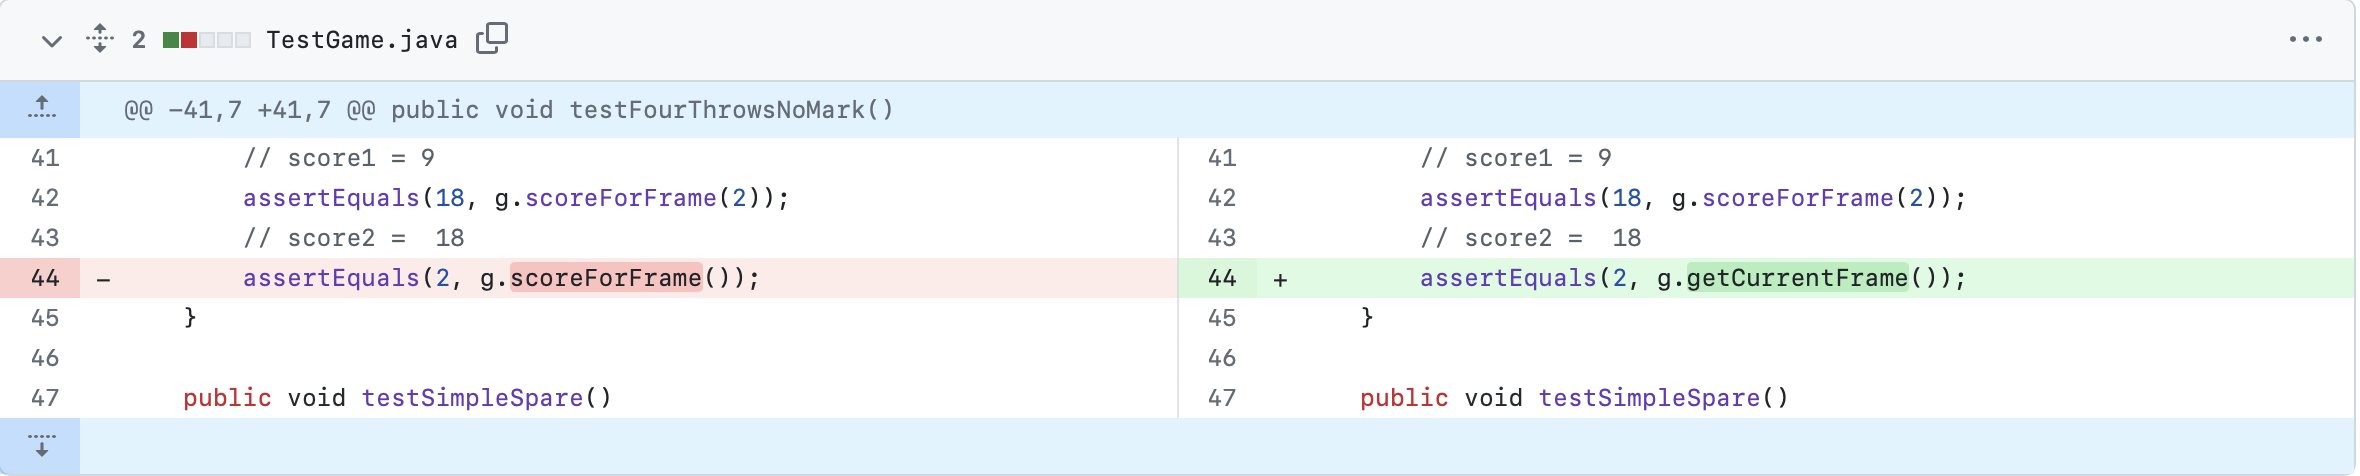 2 TestGame.java
@@ -41,7 +41,7 @@ public void testFourThrowsNoMark()
41 // score1 = 9
42 assertEquals(18, g.scoreForFrame(2));
43 // score2 =  18
44 - assertEquals(2, g.scoreForFrame());
45 }
46
47 public void testSimpleSpare()
41 // score1 = 9
42 assertEquals(18, g.scoreForFrame(2));
43 // score2 =  18
44 + assertEquals(2, g.getCurrentFrame());
45 }
46
47 public void testSimpleSpare()